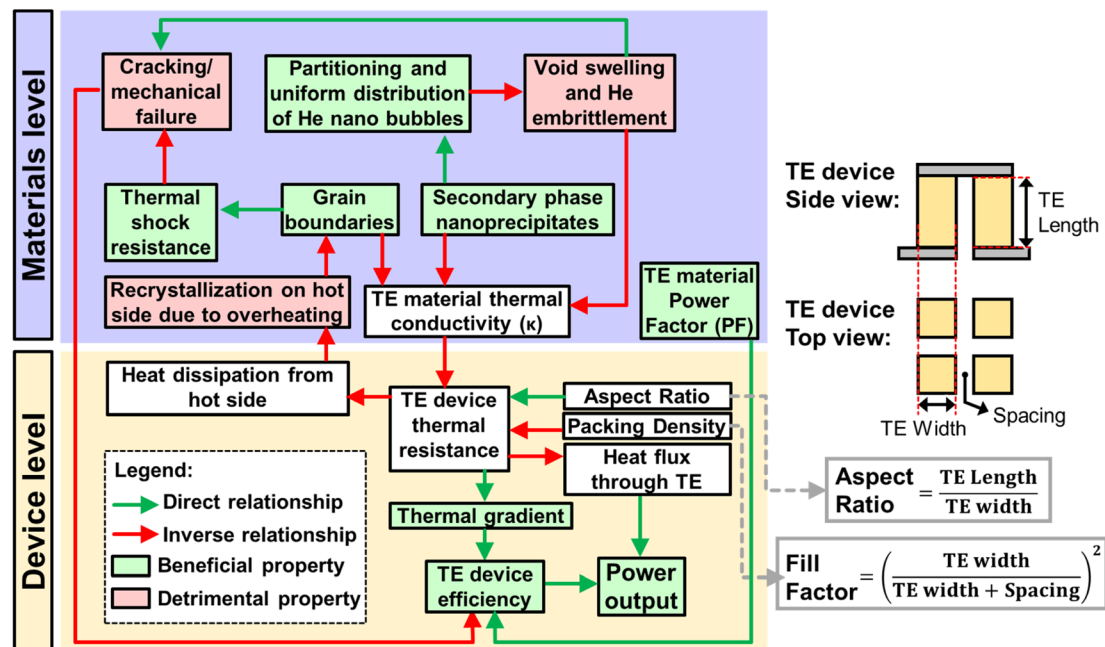 Materials level
Cracking/
mechanical
failure
Partitioning and
uniform distribution
of He nano bubbles
Void swelling
and He
embrittlement
Thermal
shock
resistance
Grain
boundaries
Secondary phase
nanoprecipitates
Recrystallization on hot
side due to overheating
TE material thermal
conductivity (κ)
TE material
Power
Factor (PF)
Device level
Heat dissipation from
hot side
TE device
thermal
resistance
Aspect Ratio
Packing Density
Heat flux
through TE
Thermal gradient
TE device
efficiency
Power
output
Legend:
Direct relationship
Inverse relationship
Beneficial property
Detrimental property
TE device
Side view:
TE
Length
TE device
Top view:
TE Width
Spacing
Aspect
Ratio
= TE Length / TE width
Fill
Factor
= (TE width / TE width + Spacing)²